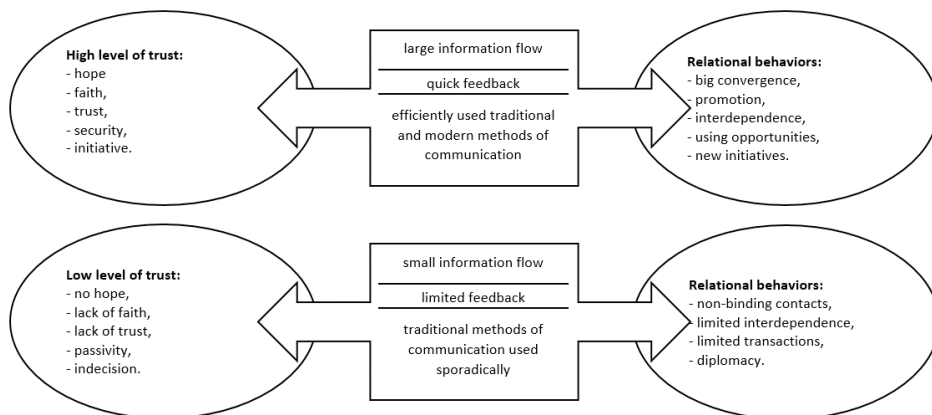 High level of trust:
- hope
- faith,
- trust,
- security,
- initiative.
large information flow
quick feedback
efficiently used traditional
and modern methods of
communication
Relational behaviors:
- big convergence,
- promotion,
- interdependence,
- using opportunities,
- new initiatives.
Low level of trust:
- no hope,
- lack of faith,
- lack of trust,
- passivity,
- indecision.
small information flow
limited feedback
traditional methods of
communication used
sporadically
Relational behaviors:
- non-binding contacts,
- limited interdependence,
- limited transactions,
- diplomacy.